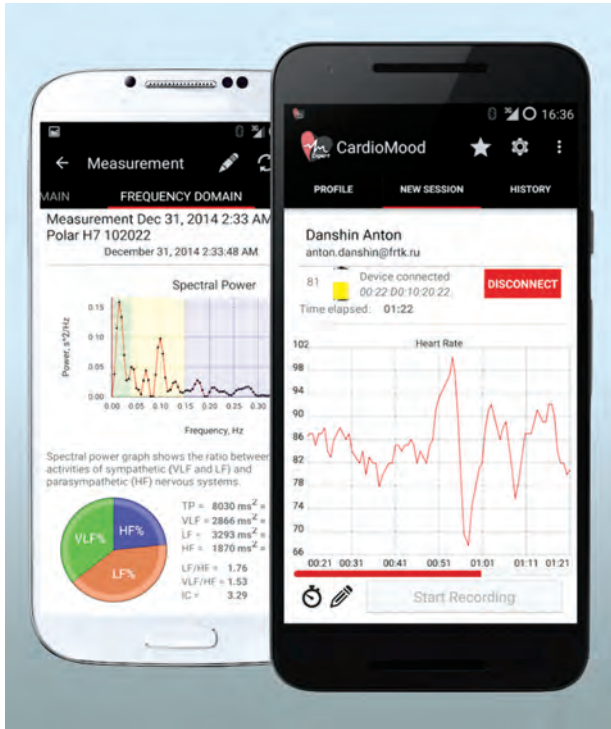 Measurement
MAIN
FREQUENCY DOMAIN
Measurement Dec 31, 2014 2:33 AM
Polar H7 102022
December 31, 2014 2:33:48 AM
Spectral Power
Power, s^2/Hz
0.15
0.10
0.05
0.00
0.00 0.05 0.10 0.15 0.20 0.25 0.30
Frequency, Hz
Spectral power graph shows the ratio between
activities of sympathetic (VLF and LF) and
parasympathetic (HF) nervous systems.
VLF%
HF%
LF%
TP = 8030 ms² =
VLF = 2866 ms² =
LF = 3293 ms² =
HF = 1870 ms² =
LF/HF = 1.76
VLF/HF = 1.53
IC = 3.29
3G
16:36
Expert
CardioMood
PROFILE
NEW SESSION
HISTORY
Danshin Anton
anton.danshin@frtk.ru
81
Device connected
00:22:D0:10:20:22
DISCONNECT
Time elapsed: 01:22
Heart Rate
102
98
94
90
86
82
78
74
70
66
00:21 00:31 00:41 00:51 01:01 01:11 01:21
Start Recording